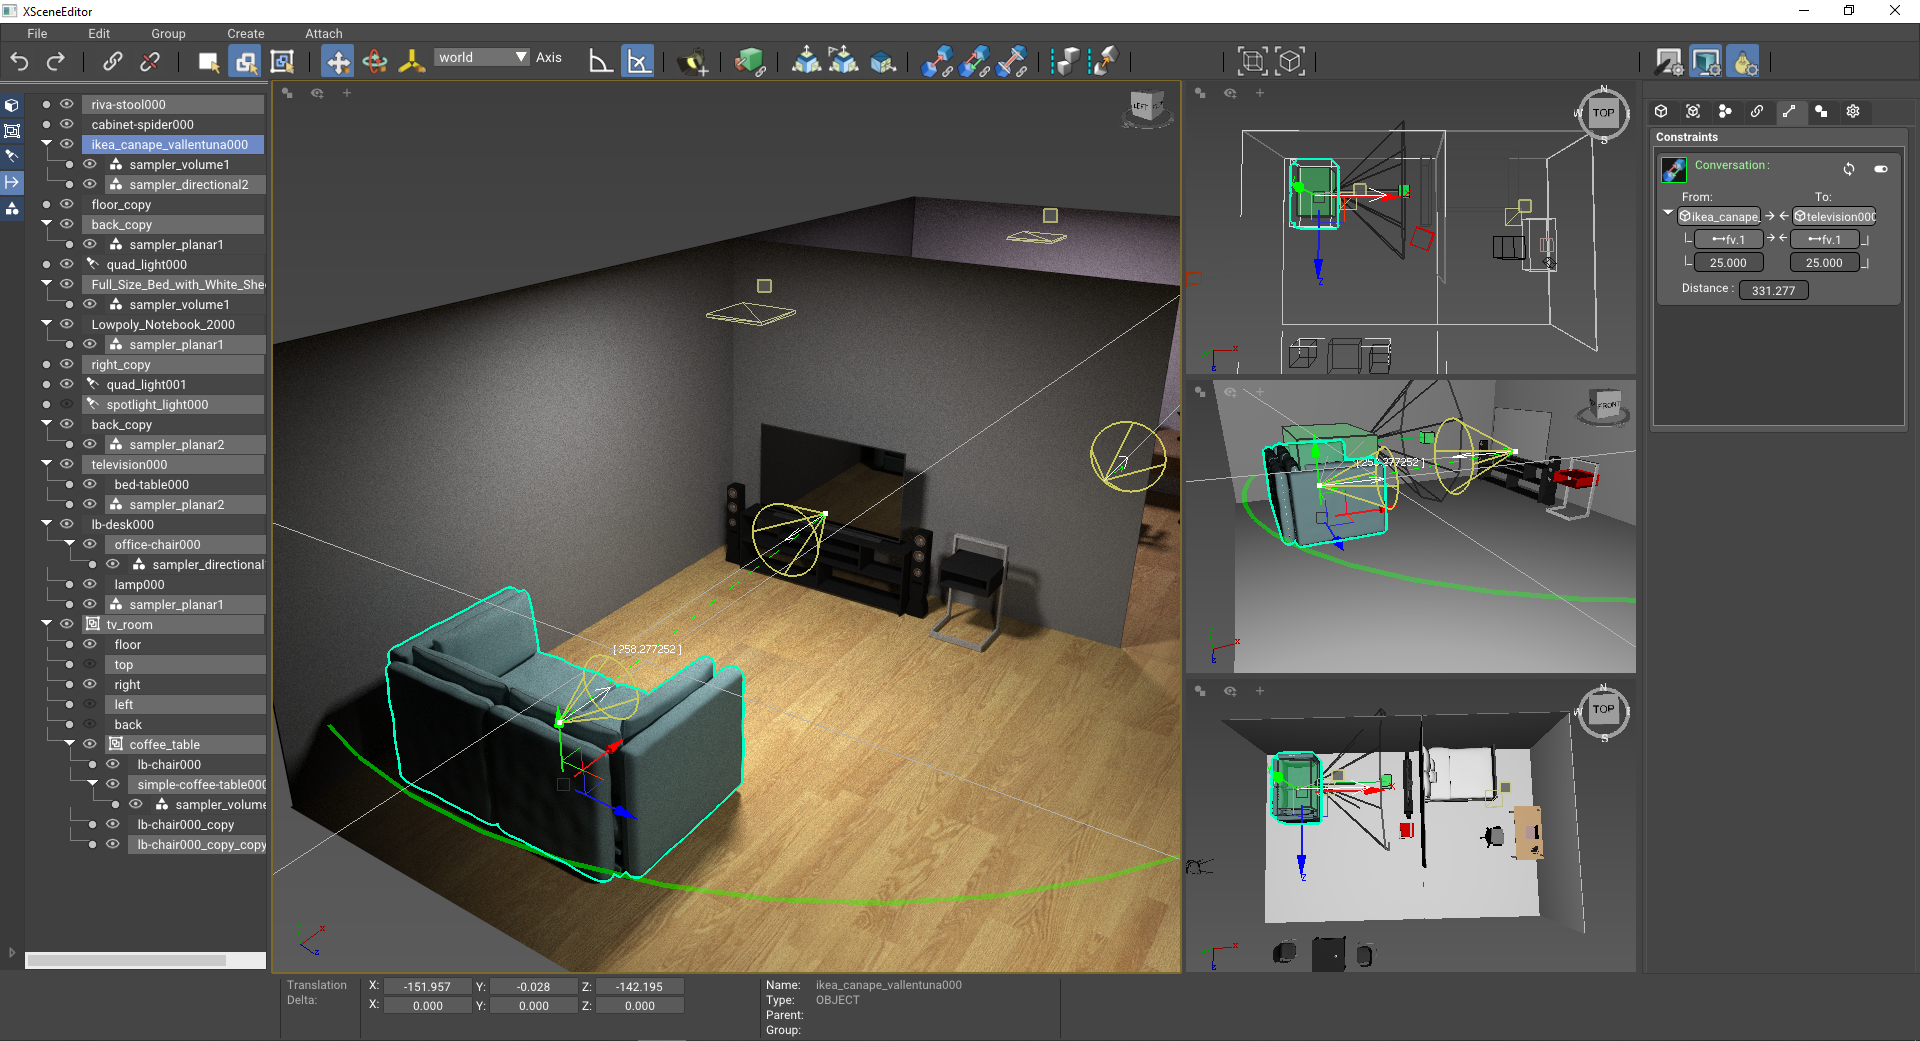 XSceneEditor
File Edit Group Create Attach
world Axis
riva-stool000
cabinet-spider000
ikea_canape_vallentuna000
sampler_volume1
sampler_directional2
floor_copy
back_copy
sampler_planar1
quad_light000
Full_Size_Bed_with_White_She
sampler_volume1
Lowpoly_Notebook_2000
sampler_planar1
right_copy
quad_light001
spotlight_light000
back_copy
sampler_planar2
television000
bed-table000
sampler_planar2
lb-desk000
office-chair000
sampler_directional
lamp000
sampler_planar1
tv_room
floor
top
right
left
back
coffee_table
lb-chair000
simple-coffee-table000
sampler_volume
lb-chair000_copy
lb-chair000_copy_copy
LEFT
[ 258.277252 ]
x
z
N
W
TOP
S
z
x
FRONT
x
z
N
W
TOP
S
z
x
Constraints
Conversation:
From: To:
ikea_canape_ television000
fv.1 fv.1
25.000 25.000
Distance : 331.277
Translation X: -151.957 Y: -0.028 Z: -142.195
Delta: X: 0.000 Y: 0.000 Z: 0.000
Name: ikea_canape_vallentuna000
Type: OBJECT
Parent:
Group: